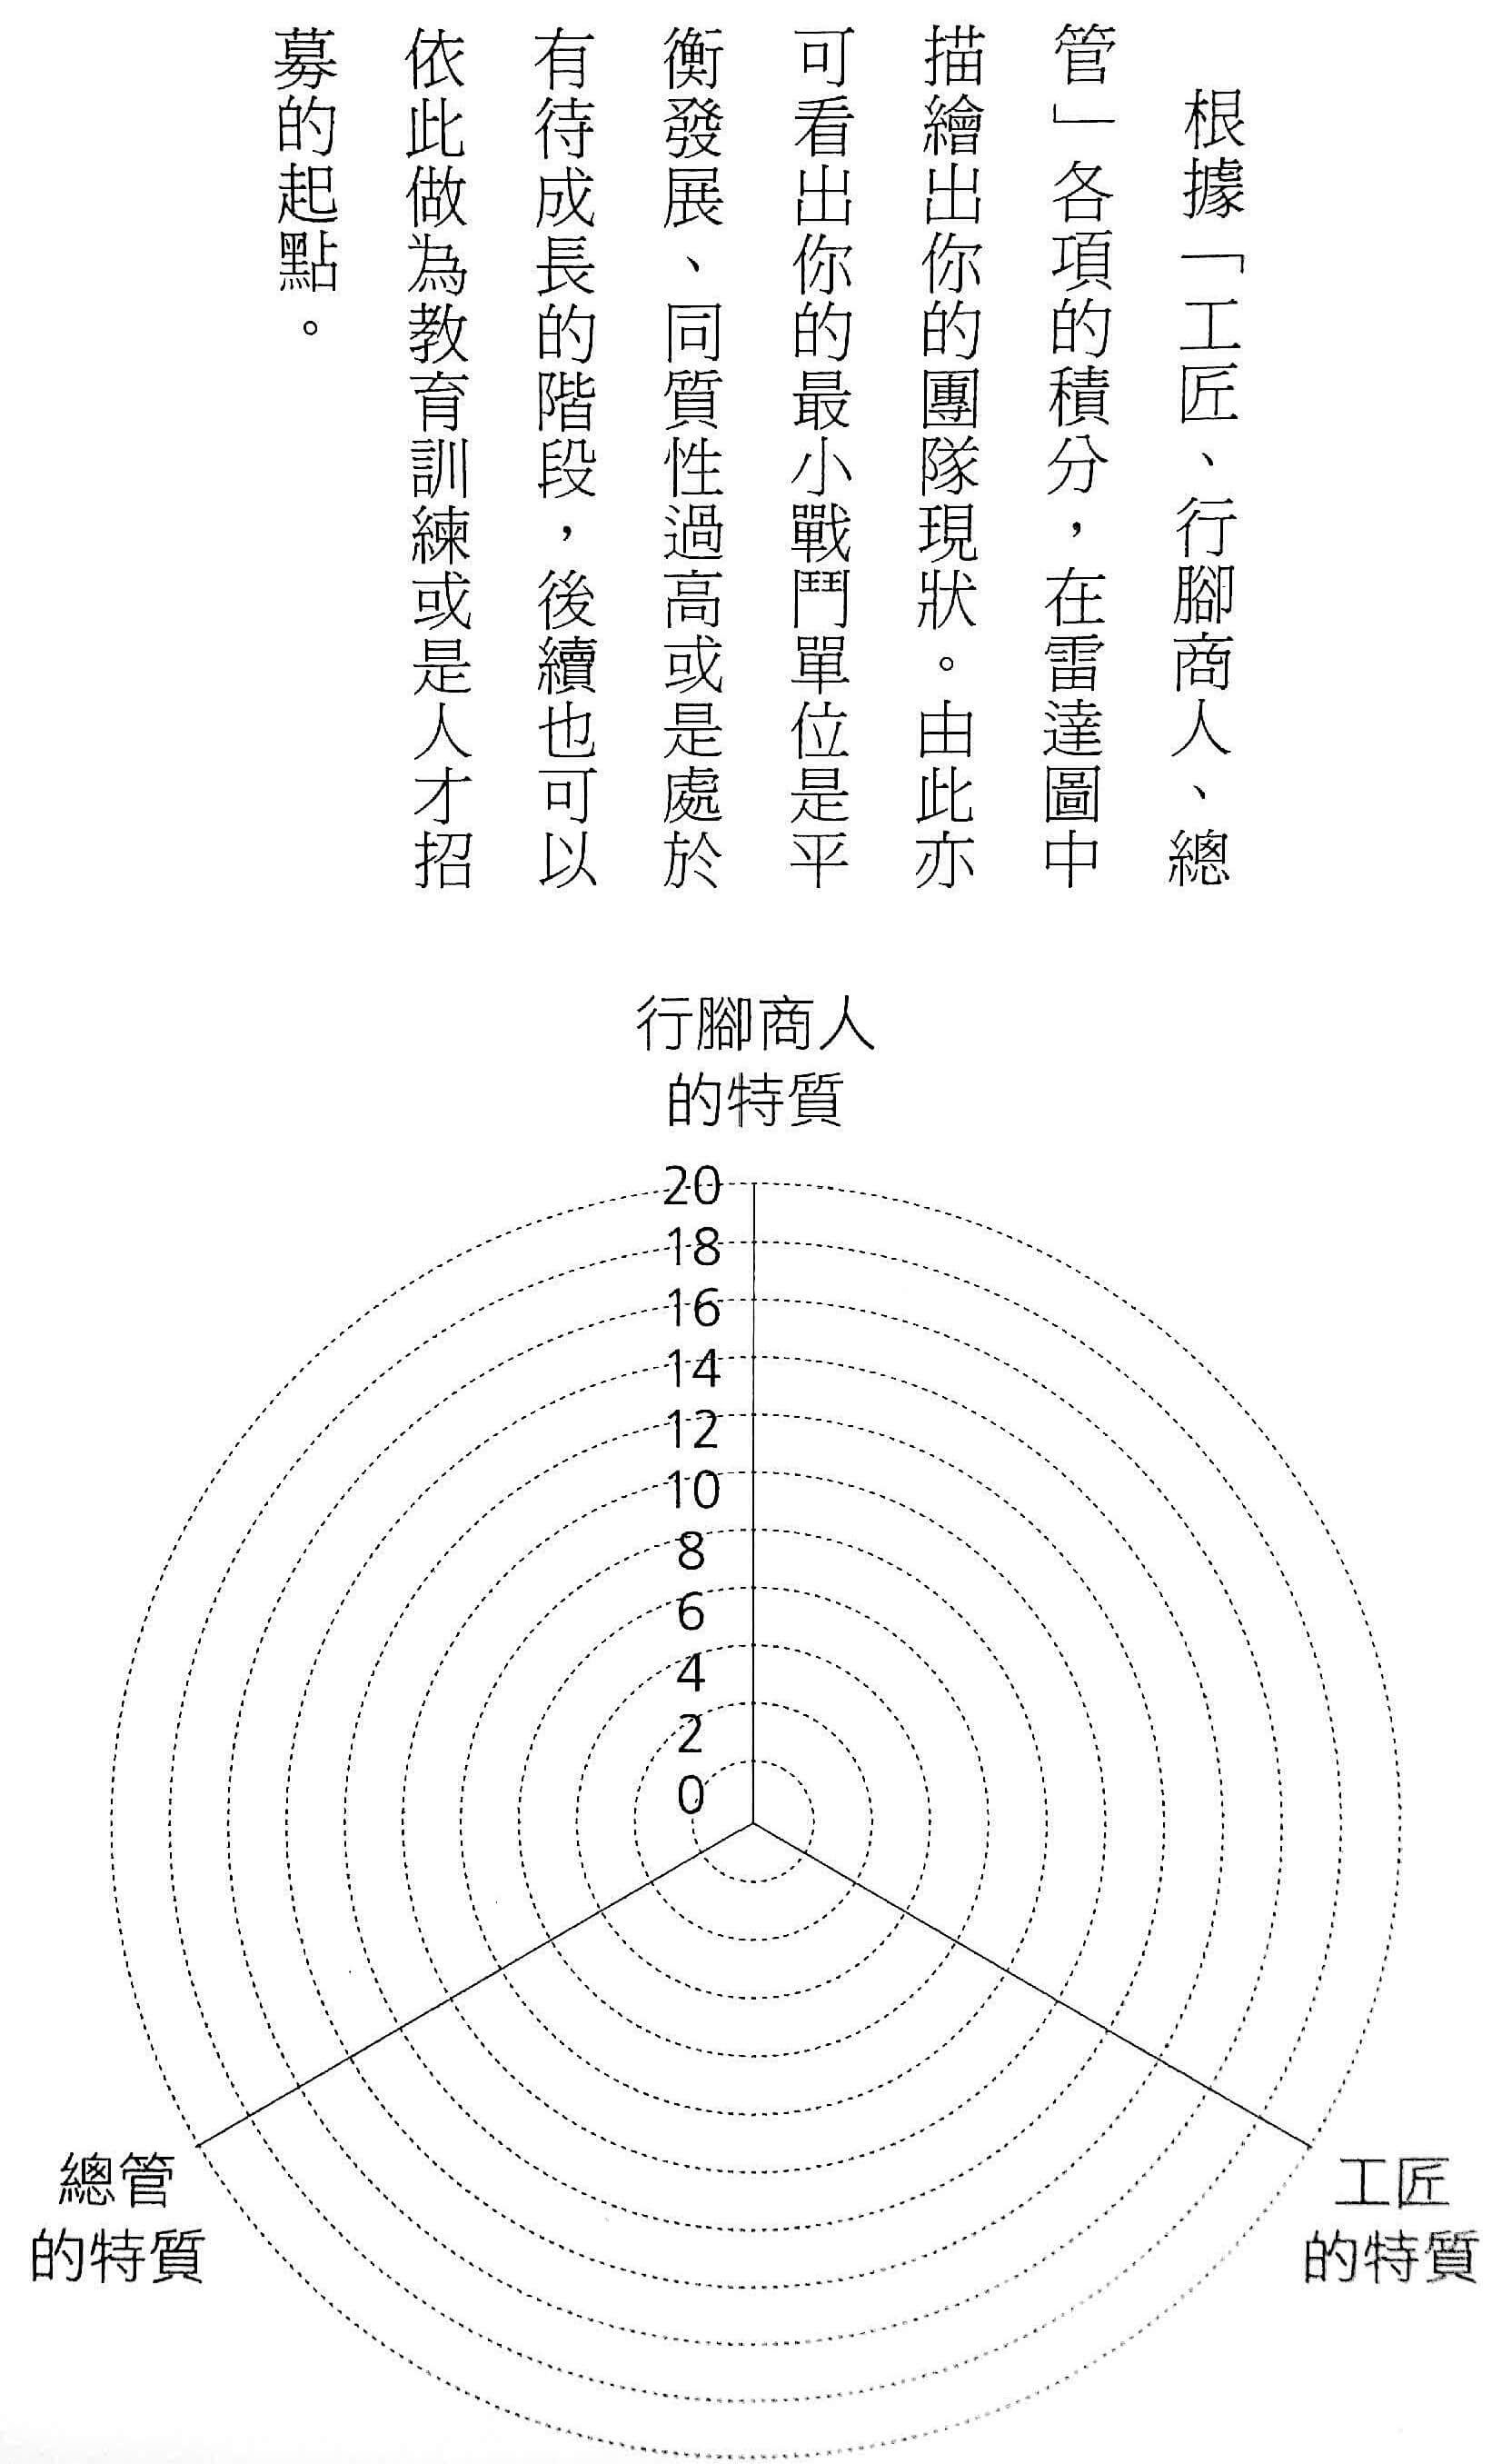 根據「工匠、行腳商人、總
管」各項的積分，在雷達圖中
描繪出你的團隊現狀。由此亦
可看出你的最小戰鬥單位是平
衡發展、同質性過高或是處於
有待成長的階段，後續也可以
依此做為教育訓練或是人才招
募的起點。
行腳商人
的特質
20
18
16
14
12
10
8
6
4
2
0
總管
的特質
工匠
的特質